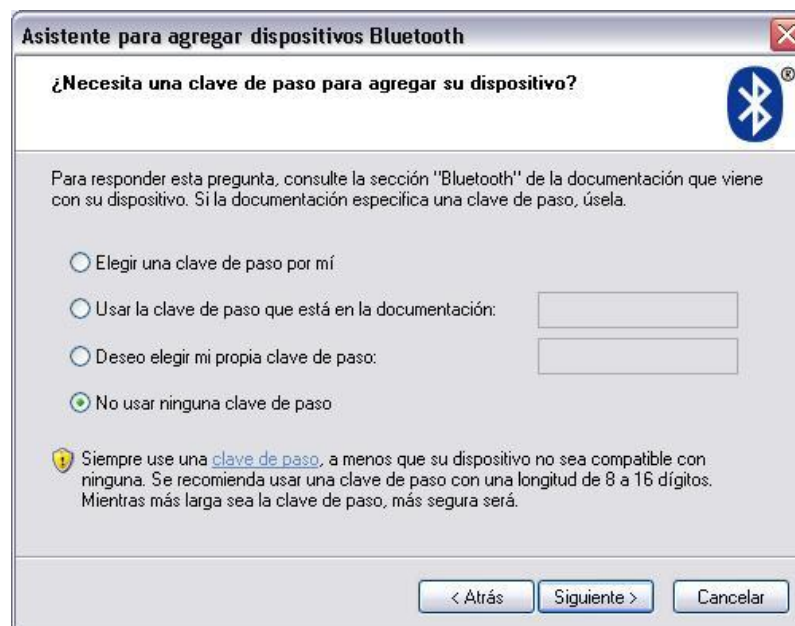 Asistente para agregar dispositivos Bluetooth
¿Necesita una clave de paso para agregar su dispositivo?
®
Para responder esta pregunta, consulte la sección "Bluetooth" de la documentación que viene
con su dispositivo. Si la documentación especifica una clave de paso, úsela.
Elegir una clave de paso por mí
Usar la clave de paso que está en la documentación:
Deseo elegir mi propia clave de paso:
No usar ninguna clave de paso
Siempre use una clave de paso, a menos que su dispositivo no sea compatible con
ninguna. Se recomienda usar una clave de paso con una longitud de 8 a 16 dígitos.
Mientras más larga sea la clave de paso, más segura será.
< Atrás Siguiente > Cancelar